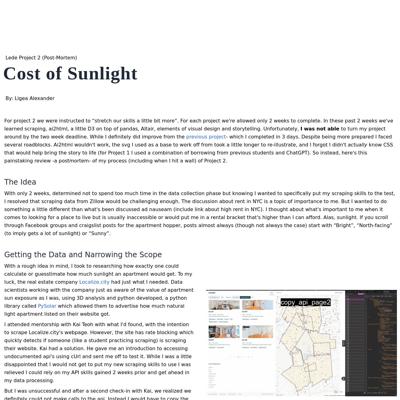 Lede Project 2 (Post-Mortem)
Cost of Sunlight
By: Ligea Alexander
For project 2 we were instructed to "stretch our skills a little bit more". For each project we're allowed only 2 weeks to complete. In these past 2 weeks we've
learned scraping, ai2html, a little D3 on top of pandas, Altair, elements of visual design and storytelling. Unfortunately, I was not able to turn my project
around by the two week deadline. While I definitely did improve from the previous project- which I completed in 3 days. Despite being more prepared I faced
several roadblocks. Ai2html wouldn't work, the svg I used as a base to work off from took a little longer to re-illustrate, and I forgot I didn't actually know CSS
that would help bring the story to life (for Project 1 I used a combination of borrowing from previous students and ChatGPT). So instead, here's this
painstaking review -a postmortem- of my process (including when I hit a wall) of Project 2.
The Idea
With only 2 weeks, determined not to spend too much time in the data collection phase but knowing I wanted to specifically put my scraping skills to the test,
I resolved that scraping data from Zillow would be challenging enough. The discussion about rent in NYC is a topic of importance to me. But I wanted to do
something a little different than what's been discussed ad nauseam (include link about high rent in NYC). I thought about what's important to me when it
comes to looking for a place to live but is usually inaccessible or would put me in a rental bracket that's higher than I can afford. Alas, sunlight. If you scroll
through Facebook groups and craigslist posts for the apartment hopper, posts almost always (though not always the case) start with "Bright", "North-facing"
(to imply gets a lot of sunlight) or "Sunny".
Getting the Data and Narrowing the Scope
With a rough idea in mind, I took to researching how exactly one could
calculate or guesstimate how much sunlight an apartment would get. To my
luck, the real estate company Localize.city had just what I needed. Data
scientists working with the company just as aware of the value of apartment
sun exposure as I was, using 3D analysis and python developed, a python
library called PySolar which allowed them to advertise how much natural
light apartment listed on their website got.
I attended mentorship with Kai Teoh with what I'd found, with the intention
to scrape Localize.city's webpage. However, the site has rate blocking which
quickly detects if someone (like a student practicing scraping) is scraping
their website. Kai had a solution. He gave me an introduction to accessing
undocumented api's using cUrl and sent me off to test it. While I was a little
disappointed that I would not get to put my new scraping skills to use I was
relieved I could rely on my API skills gained 2 weeks prior and get ahead in
my data processing.
But I was unsuccessful and after a second check-in with Kai, we realized we
definitely could not make calls to the api. Instead I would have to copy the
copy_api_page2